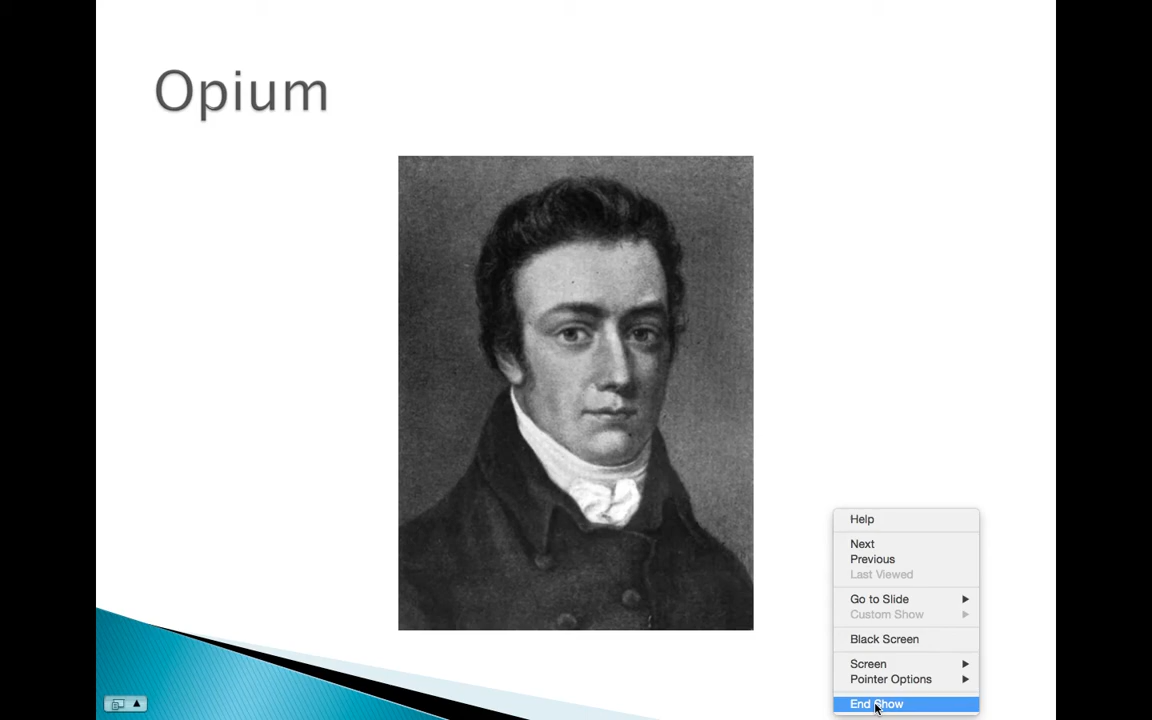 Opium
Help
Next
Previous
Last Viewed
Go to Slide
Custom Show
Black Screen
Screen
Pointer Options
End Show